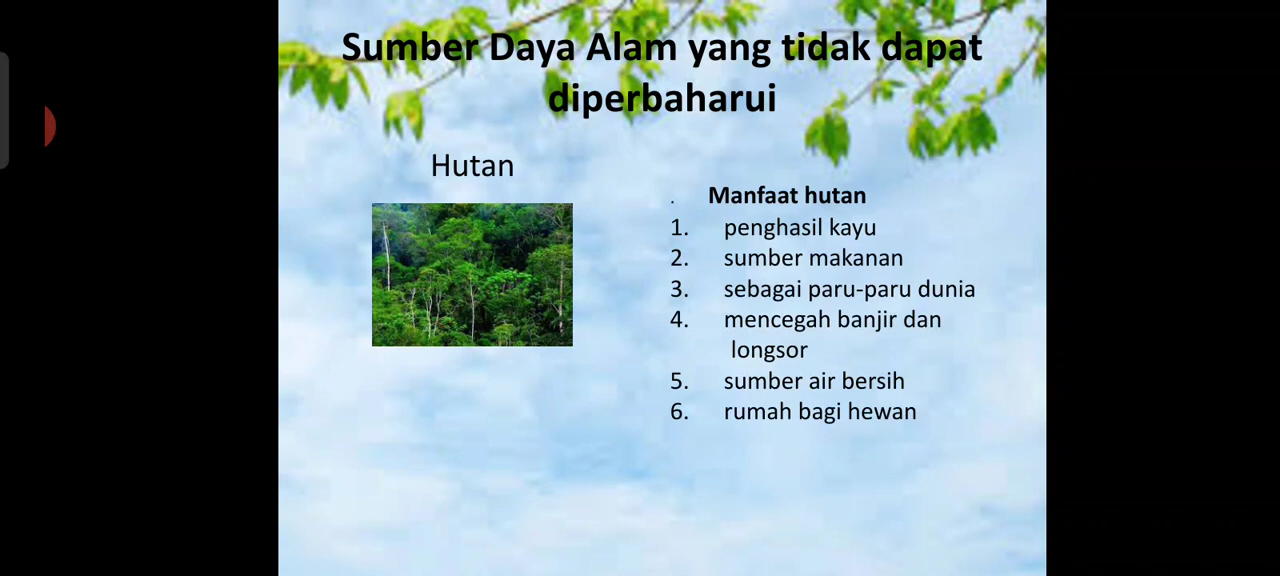 Sumber Daya Alam yang tidak dapat
diperbaharui
Hutan
. Manfaat hutan
1. penghasil kayu
2. sumber makanan
3. sebagai paru-paru dunia
4. mencegah banjir dan
longsor
5. sumber air bersih
6. rumah bagi hewan